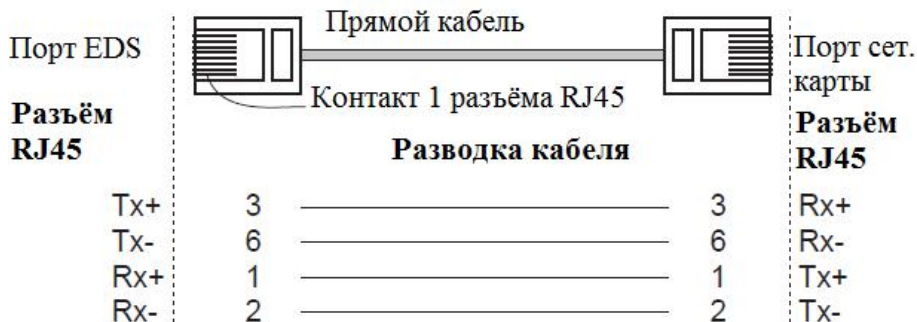 Прямой кабель
Порт EDS
Порт сет.
карты
Контакт 1 разъёма RJ45
Разъём
RJ45
Разводка кабеля
Разъём
RJ45
Tx+ 3 3 Rx+
Tx- 6 6 Rx-
Rx+ 1 1 Tx+
Rx- 2 2 Tx-